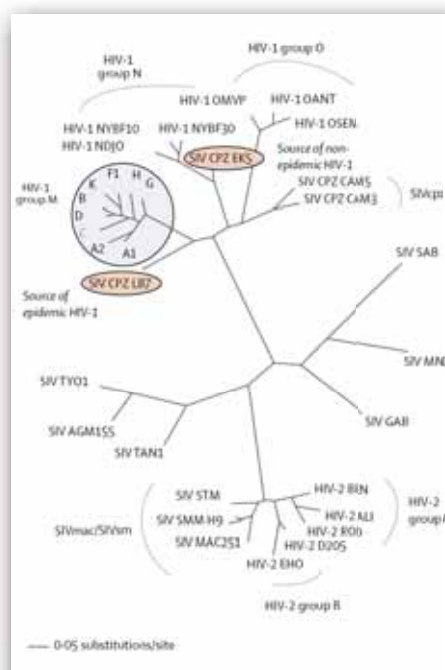 HIV-1 group O
HIV-1
group N
HIV-1 OMVP
HIV-1 OANT
HIV-1 OSEN
HIV-1 NYBF10
HIV-1 NDJO
HIV-1 NYBF30
SIV CPZ EK5
Source of non-
epidemic HIV-1
SIV CPZ CAM5
SIV CPZ CAM3
SIVcpz
HIV-1
group M
K
F1
H
G
B
D
A2
A1
SIV CPZ LB7
Source of
epidemic HIV-1
SIV SAB
SIV MN
SIV GAB
SIV TYO1
SIV AGM155
SIV TAN1
SIVmac/SIVsm
SIV STM
SIV SMM H9
SIV MAC251
HIV-2 BEN
HIV-2 ALI
HIV-2 ROD
HIV-2 D205
HIV-2 EHO
HIV-2
group
HIV-2 group B
0·05 substitutions/site